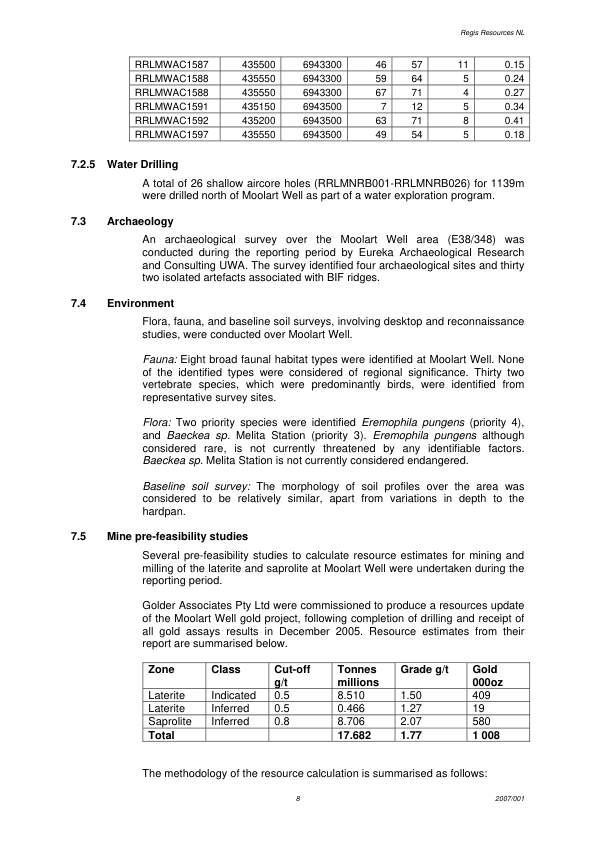 Regis Resources NL
RRLMWAC1587 435500 6943300 46 57 11 0.15
RRLMWAC1588 435550 6943300 59 64 5 0.24
RRLMWAC1588 435550 6943300 67 71 4 0.27
RRLMWAC1591 435150 6943500 7 12 5 0.34
RRLMWAC1592 435200 6943500 63 71 8 0.41
RRLMWAC1597 435550 6943500 49 54 5 0.18
7.2.5 Water Drilling
A total of 26 shallow aircore holes (RRLMNRB001-RRLMNRB026) for 1139m
were drilled north of Moolart Well as part of a water exploration program.
7.3 Archaeology
An archaeological survey over the Moolart Well area (E38/348) was
conducted during the reporting period by Eureka Archaeological Research
and Consulting UWA. The survey identified four archaeological sites and thirty
two isolated artefacts associated with BIF ridges.
7.4 Environment
Flora, fauna, and baseline soil surveys, involving desktop and reconnaissance
studies, were conducted over Moolart Well.
Fauna: Eight broad faunal habitat types were identified at Moolart Well. None
of the identified types were considered of regional significance. Thirty two
vertebrate species, which were predominantly birds, were identified from
representative survey sites.
Flora: Two priority species were identified Eremophila pungens (priority 4),
and Baeckea sp. Melita Station (priority 3). Eremophila pungens although
considered rare, is not currently threatened by any identifiable factors.
Baeckea sp. Melita Station is not currently considered endangered.
Baseline soil survey: The morphology of soil profiles over the area was
considered to be relatively similar, apart from variations in depth to the
hardpan.
7.5 Mine pre-feasibility studies
Several pre-feasibility studies to calculate resource estimates for mining and
milling of the laterite and saprolite at Moolart Well were undertaken during the
reporting period.
Golder Associates Pty Ltd were commissioned to produce a resources update
of the Moolart Well gold project, following completion of drilling and receipt of
all gold assays results in December 2005. Resource estimates from their
report are summarised below.
Zone Class Cut-off Tonnes Grade g/t Gold
g/t millions 000oz
Laterite Indicated 0.5 8.510 1.50 409
Laterite Inferred 0.5 0.466 1.27 19
Saprolite Inferred 0.8 8.706 2.07 580
Total 17.682 1.77 1 008
The methodology of the resource calculation is summarised as follows:
8 2007/001